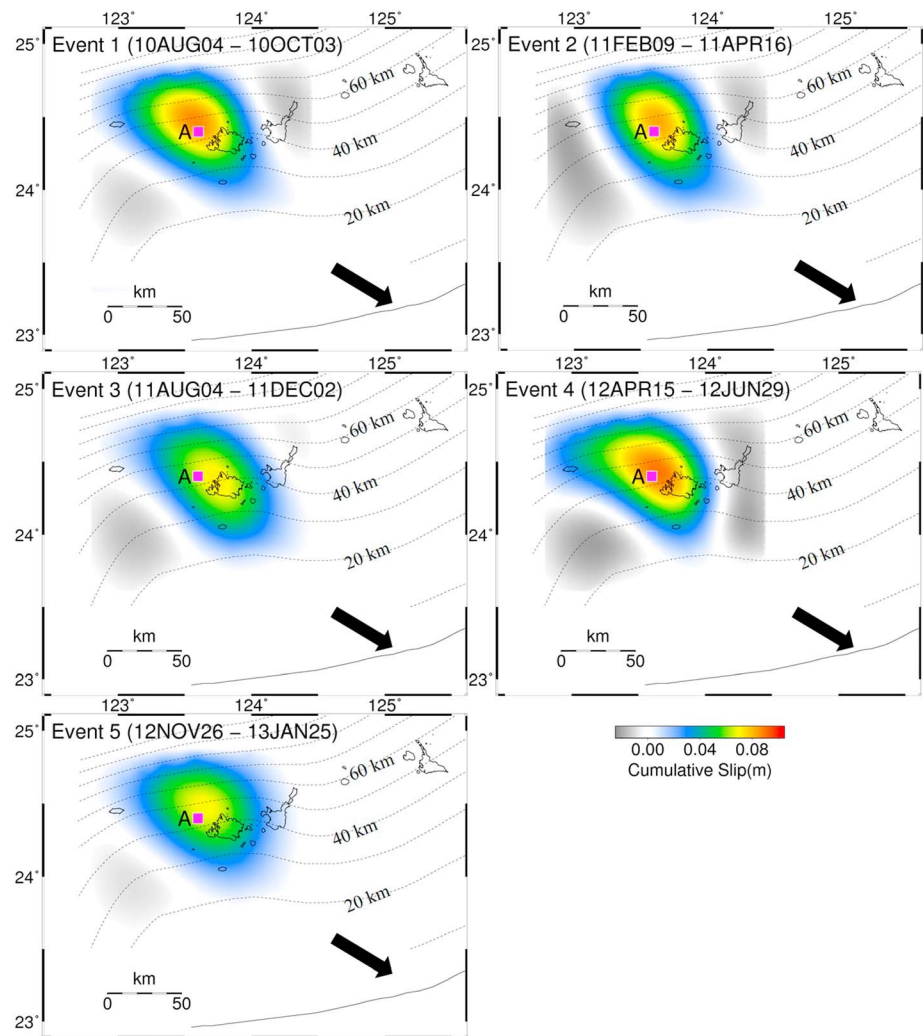 123˚ 124˚ 125˚ 123˚ 124˚ 125˚
25˚ Event 1 (10AUG04 – 10OCT03) 25˚ Event 2 (11FEB09 – 11APR16)
60 km 60 km
A A
40 km 40 km
24˚ 24˚
20 km 20 km
km km
0 50 0 50
23˚ 23˚
123˚ 124˚ 125˚ 123˚ 124˚ 125˚
25˚ Event 3 (11AUG04 – 11DEC02) 25˚ Event 4 (12APR15 – 12JUN29)
60 km 60 km
A A
40 km 40 km
24˚ 24˚
20 km 20 km
km km
0 50 0 50
23˚ 23˚
123˚ 124˚ 125˚
25˚ Event 5 (12NOV26 – 13JAN25)
0.00 0.04 0.08
Cumulative Slip(m)
60 km
A
40 km
24˚
20 km
km
0 50
23˚